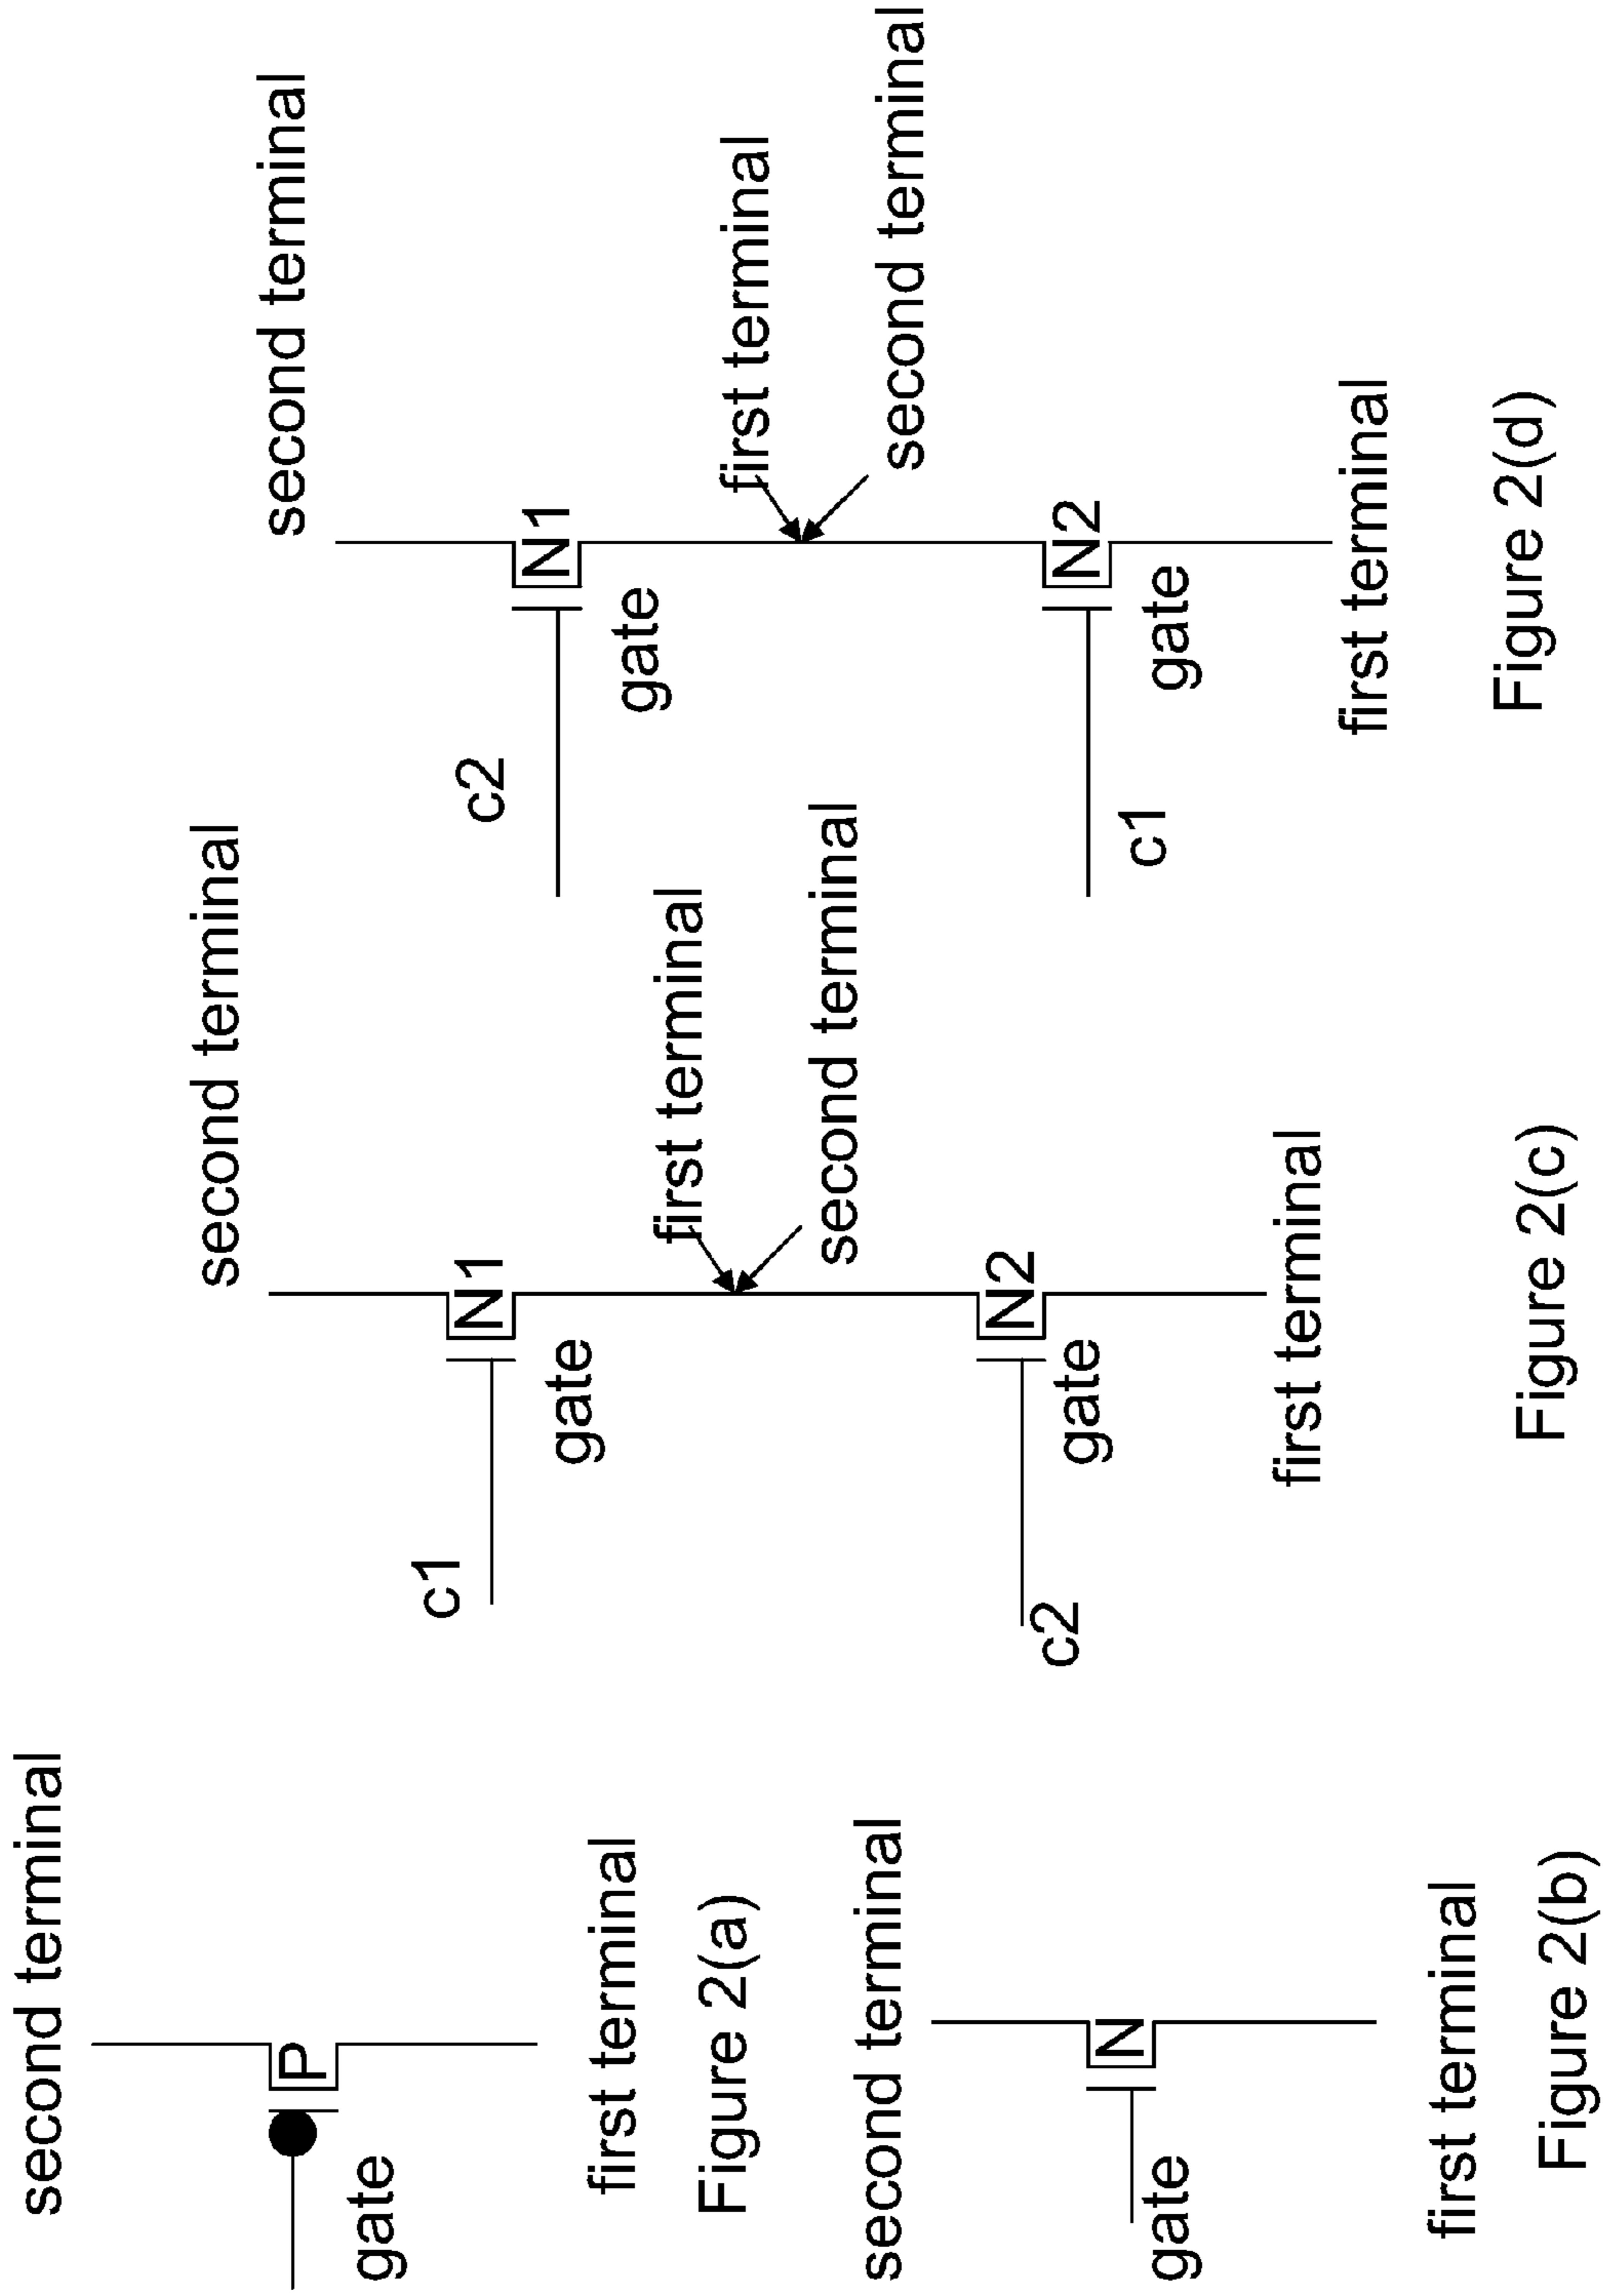 second terminal
P
gate
first terminal
Figure 2(a)
second terminal
N
gate
first terminal
Figure 2(b)
second terminal
c1
N1
gate
first terminal
second terminal
c2
N2
gate
first terminal
Figure 2(c)
second terminal
c2
N1
gate
first terminal
second terminal
c1
N2
gate
first terminal
Figure 2(d)